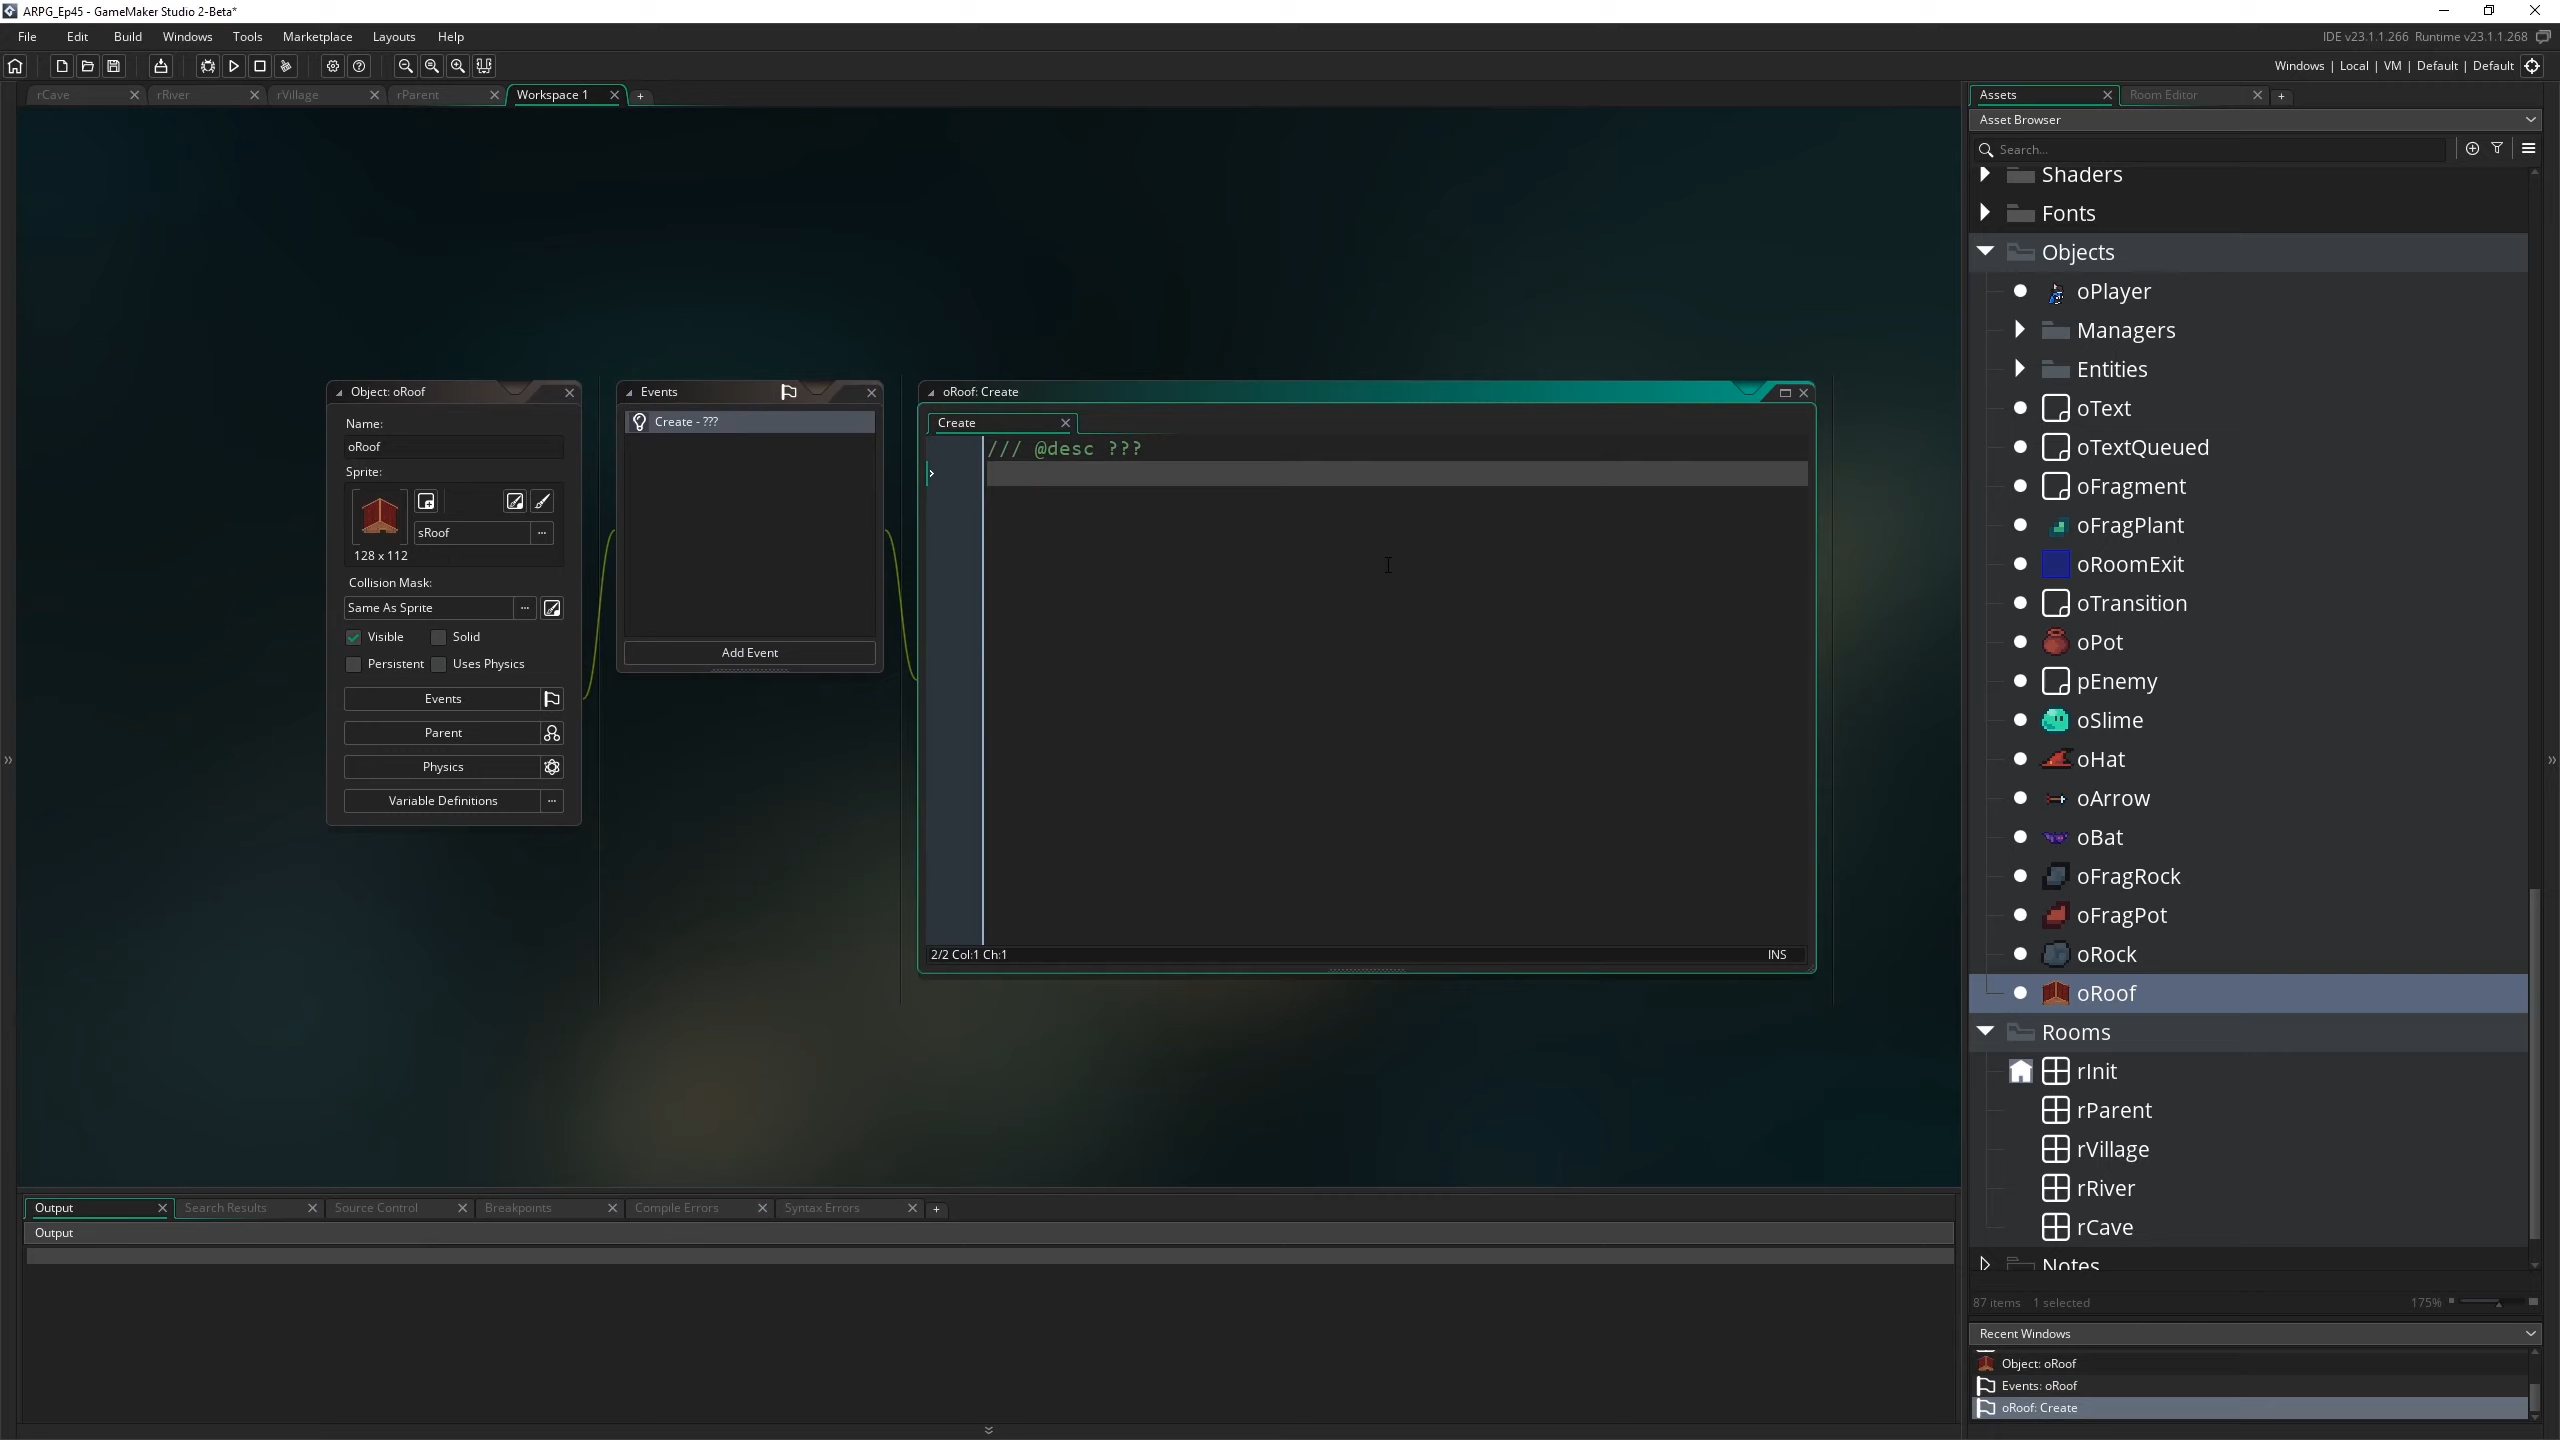 ARPG_Ep45 - GameMaker Studio 2-Beta*
File Edit Build Windows Tools Marketplace Layouts Help
IDE v23.1.1.266 Runtime v23.1.1.268
Windows | Local | VM | Default | Default
rCave
rRiver
rVillage
rParent
Workspace 1
Object: oRoof
Name:
oRoof
Sprite:
sRoof
128 x 112
Collision Mask:
Same As Sprite
Visible Solid
Persistent Uses Physics
Events
Parent
Physics
Variable Definitions
Events
Create - ???
Add Event
oRoof: Create
Create
/// @desc ???
2/2 Col:1 Ch:1
INS
Output
Search Results
Source Control
Breakpoints
Compile Errors
Syntax Errors
Output
Assets
Room Editor
Asset Browser
Search...
Shaders
Fonts
Objects
oPlayer
Managers
Entities
oText
oTextQueued
oFragment
oFragPlant
oRoomExit
oTransition
oPot
pEnemy
oSlime
oHat
oArrow
oBat
oFragRock
oFragPot
oRock
oRoof
Rooms
rInit
rParent
rVillage
rRiver
rCave
Notes
87 items 1 selected
175%
Recent Windows
Object: oRoof
Events: oRoof
oRoof: Create